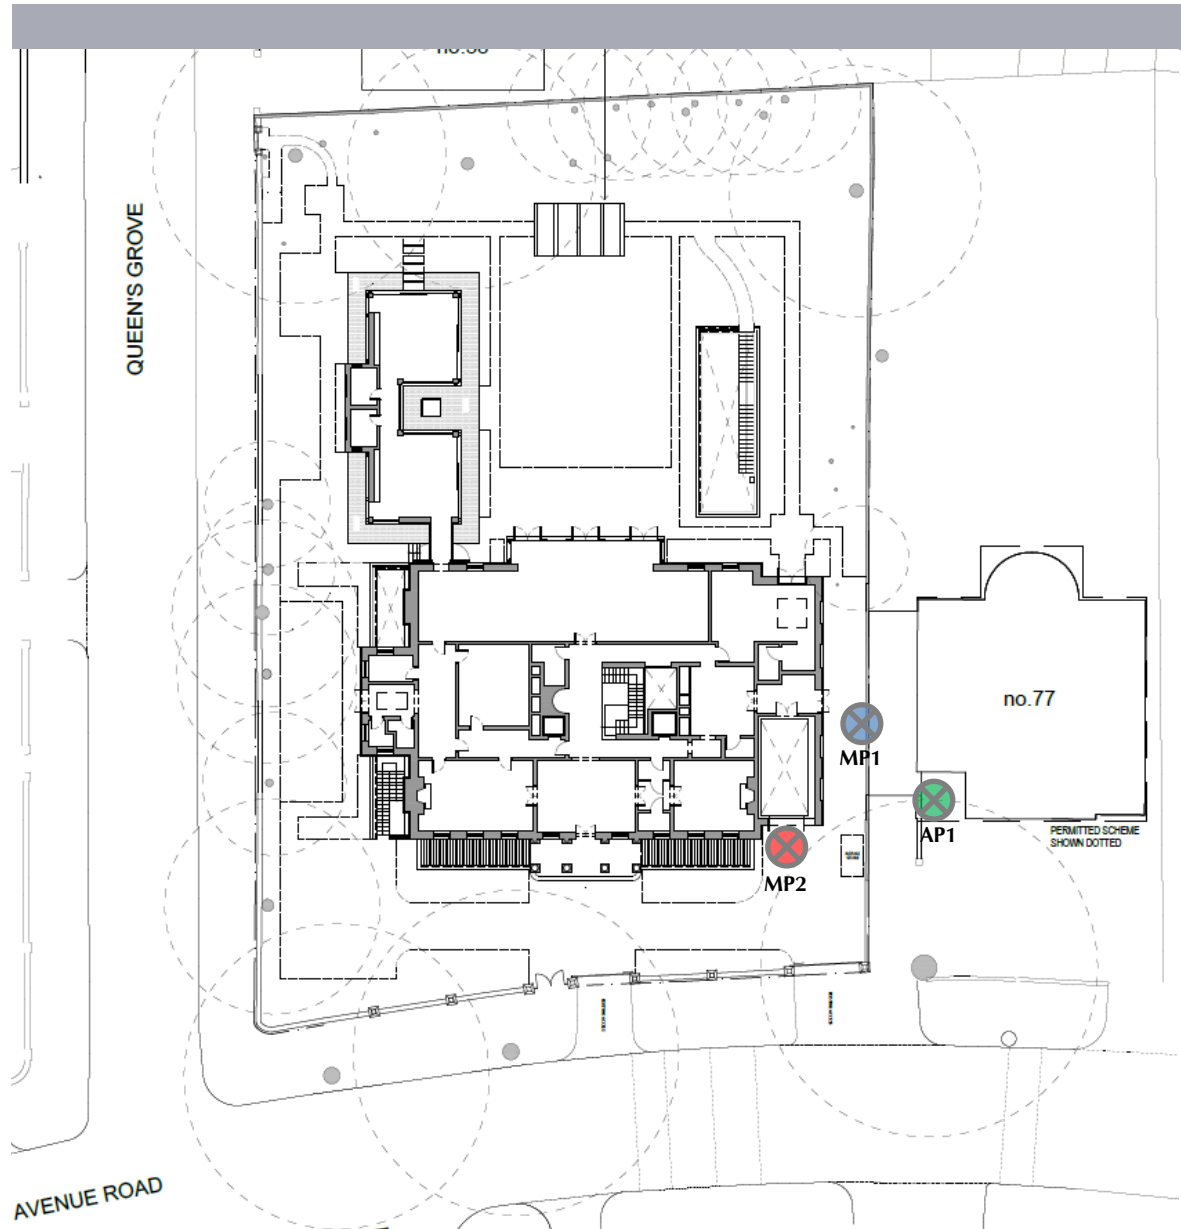 QUEEN'S GROVE
no.77
MP1
AP1
PERMITTED SCHEME
SHOWN DOTTED
MP2
AVENUE ROAD